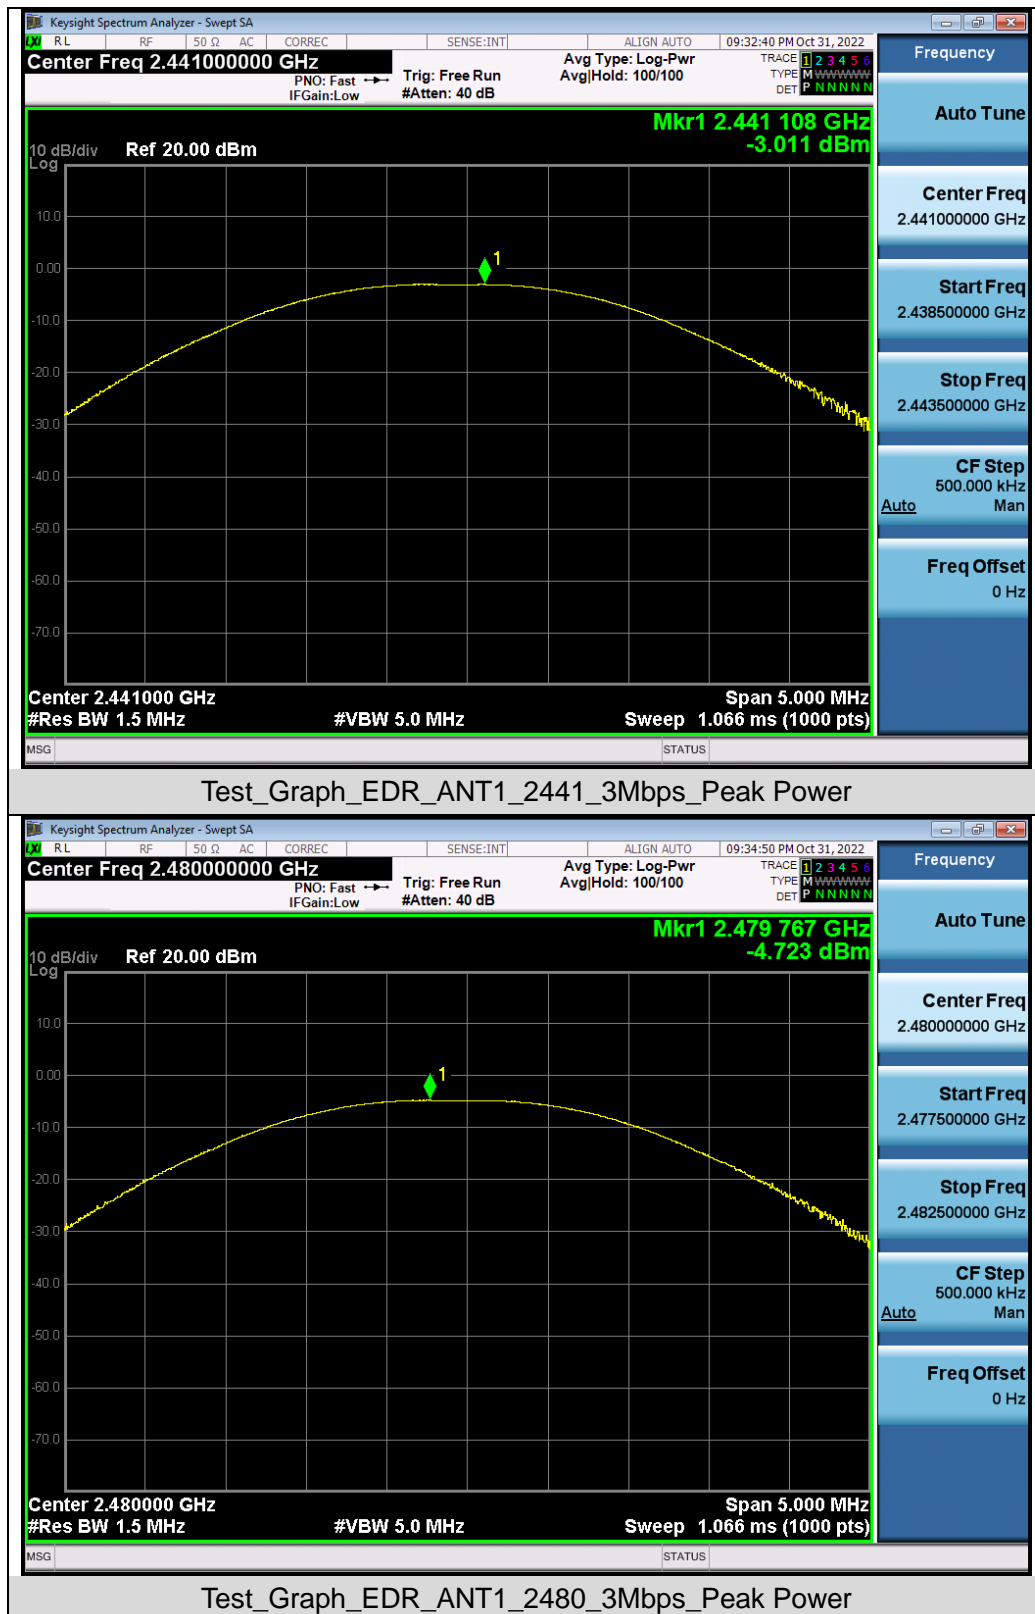 Keysight Spectrum Analyzer - Swept SA
LXI RL RF 50 Ω AC CORREC SENSE:INT ALIGN AUTO 09:32:40 PM Oct 31, 2022
Center Freq 2.441000000 GHz
PNO: Fast
IFGain:Low
Trig: Free Run
#Atten: 40 dB
Avg Type: Log-Pwr
Avg|Hold: 100/100
TRACE 1 2 3 4 5 6
TYPE M W W W W W
DET P N N N N N
Mkr1 2.441 108 GHz
-3.011 dBm
10 dB/div Ref 20.00 dBm
Log
10.0
1
0.00
-10.0
-20.0
-30.0
-40.0
-50.0
-60.0
-70.0
Center 2.441000 GHz Span 5.000 MHz
#Res BW 1.5 MHz #VBW 5.0 MHz Sweep 1.066 ms (1000 pts)
MSG STATUS
Frequency
Auto Tune
Center Freq
2.441000000 GHz
Start Freq
2.438500000 GHz
Stop Freq
2.443500000 GHz
CF Step
500.000 kHz
Auto Man
Freq Offset
0 Hz
Test_Graph_EDR_ANT1_2441_3Mbps_Peak Power
Keysight Spectrum Analyzer - Swept SA
LXI RL RF 50 Ω AC CORREC SENSE:INT ALIGN AUTO 09:34:50 PM Oct 31, 2022
Center Freq 2.480000000 GHz
PNO: Fast
IFGain:Low
Trig: Free Run
#Atten: 40 dB
Avg Type: Log-Pwr
Avg|Hold: 100/100
TRACE 1 2 3 4 5 6
TYPE M W W W W W
DET P N N N N N
Mkr1 2.479 767 GHz
-4.723 dBm
10 dB/div Ref 20.00 dBm
Log
10.0
1
0.00
-10.0
-20.0
-30.0
-40.0
-50.0
-60.0
-70.0
Center 2.480000 GHz Span 5.000 MHz
#Res BW 1.5 MHz #VBW 5.0 MHz Sweep 1.066 ms (1000 pts)
MSG STATUS
Frequency
Auto Tune
Center Freq
2.480000000 GHz
Start Freq
2.477500000 GHz
Stop Freq
2.482500000 GHz
CF Step
500.000 kHz
Auto Man
Freq Offset
0 Hz
Test_Graph_EDR_ANT1_2480_3Mbps_Peak Power